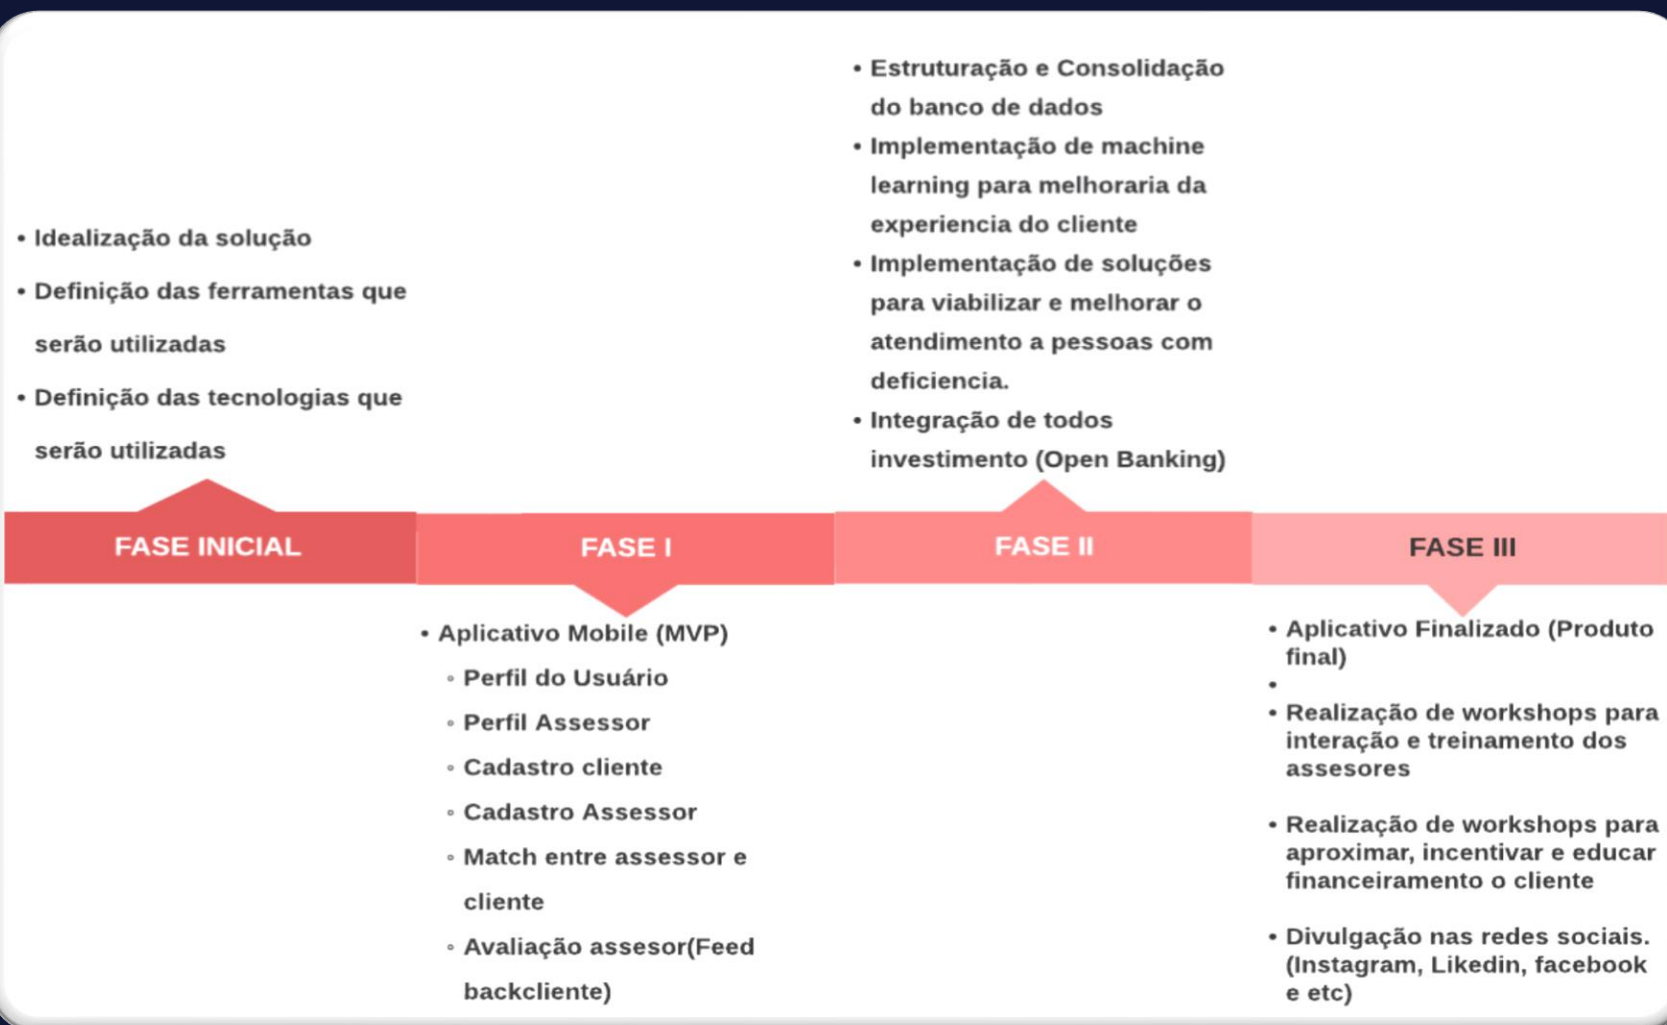 • Idealização da solução
• Definição das ferramentas que
serão utilizadas
• Definição das tecnologias que
serão utilizadas
FASE INICIAL
FASE I
• Aplicativo Mobile (MVP)
◦ Perfil do Usuário
◦ Perfil Assessor
◦ Cadastro cliente
◦ Cadastro Assessor
◦ Match entre assessor e
cliente
◦ Avaliação assesor(Feed
backcliente)
• Estruturação e Consolidação
do banco de dados
• Implementação de machine
learning para melhoraria da
experiencia do cliente
• Implementação de soluções
para viabilizar e melhorar o
atendimento a pessoas com
deficiencia.
• Integração de todos
investimento (Open Banking)
FASE II
FASE III
• Aplicativo Finalizado (Produto
final)
•
• Realização de workshops para
interação e treinamento dos
assesores
• Realização de workshops para
aproximar, incentivar e educar
financeiramento o cliente
• Divulgação nas redes sociais.
(Instagram, Likedin, facebook
e etc)